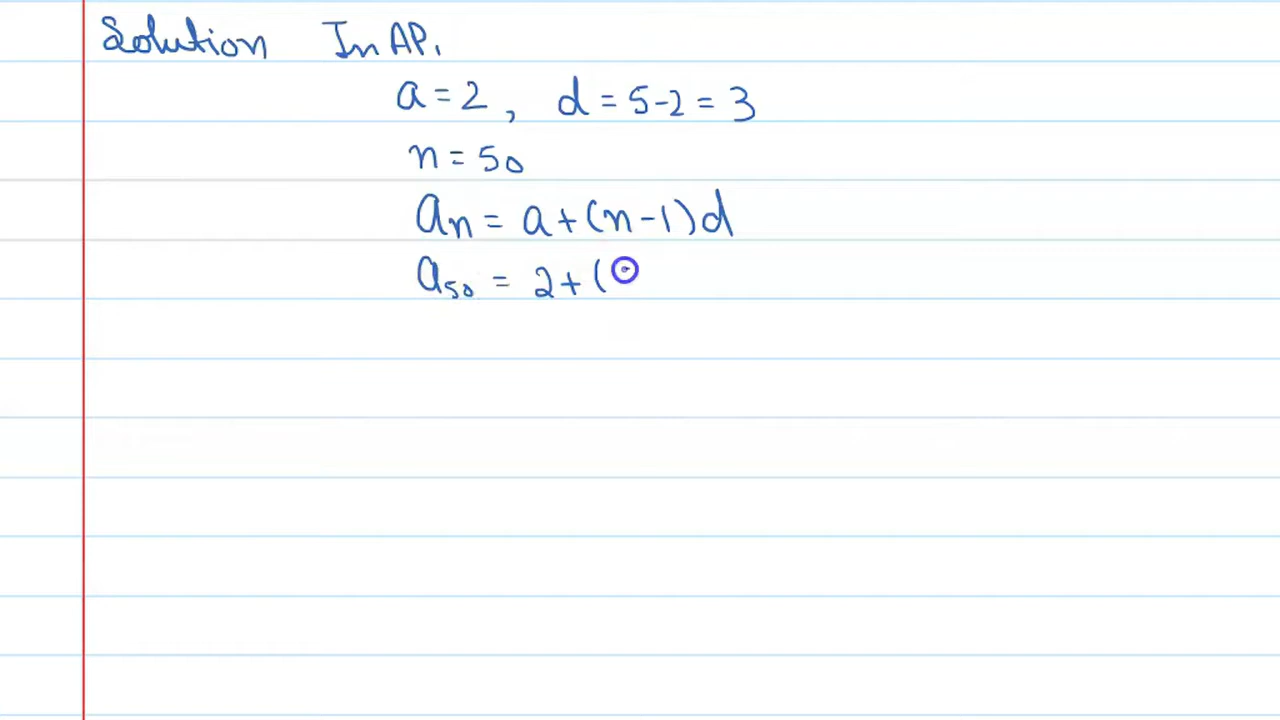 Solution In AP,
a = 2 , d = 5-2 = 3
n = 50
an = a + (n-1)d
a50 = 2 + (